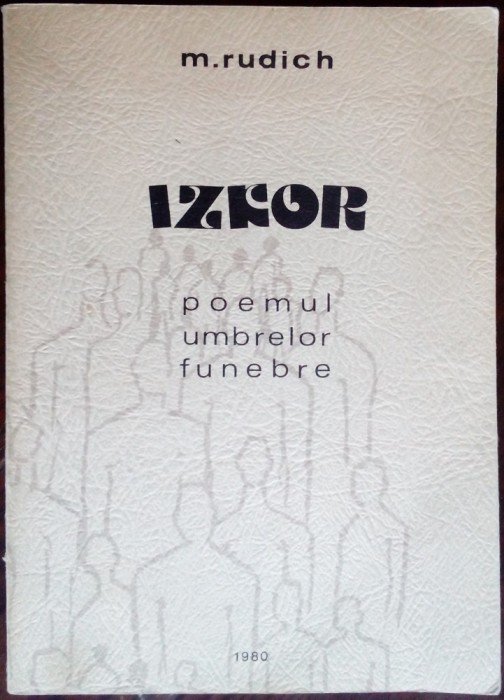 m.rudich
IZKOR
poemul
umbrelor
funebre
1980